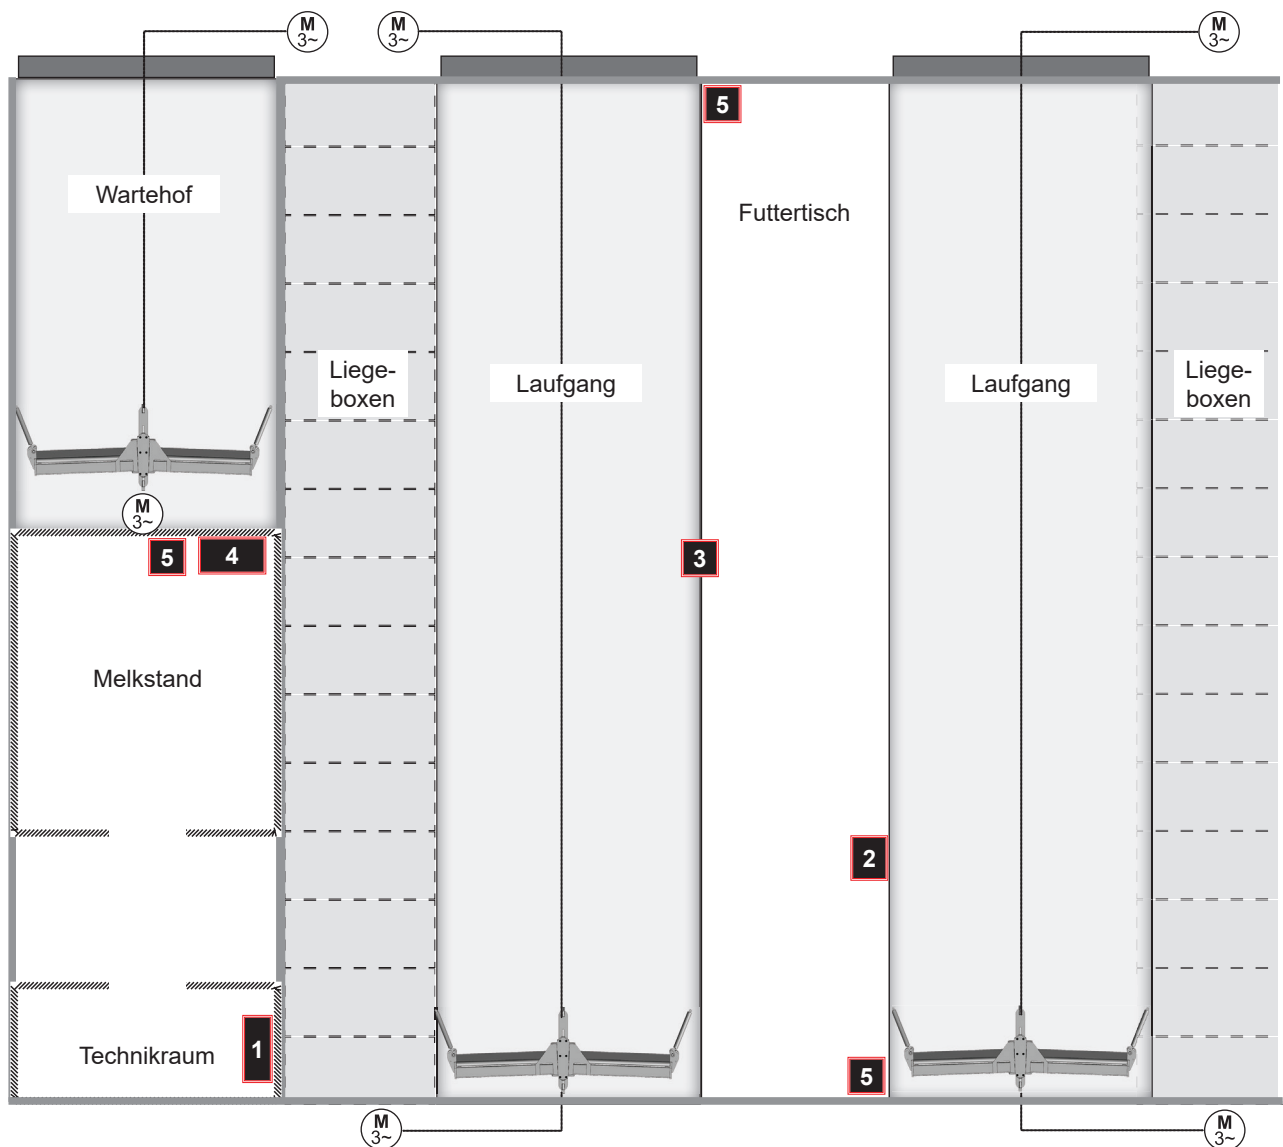 M
3~
M
3~
M
3~
5
Wartehof
Futtertisch
Liege-
boxen
Laufgang
Laufgang
Liege-
boxen
M
3~
5
4
3
Melkstand
2
1
Technikraum
5
M
3~
M
3~